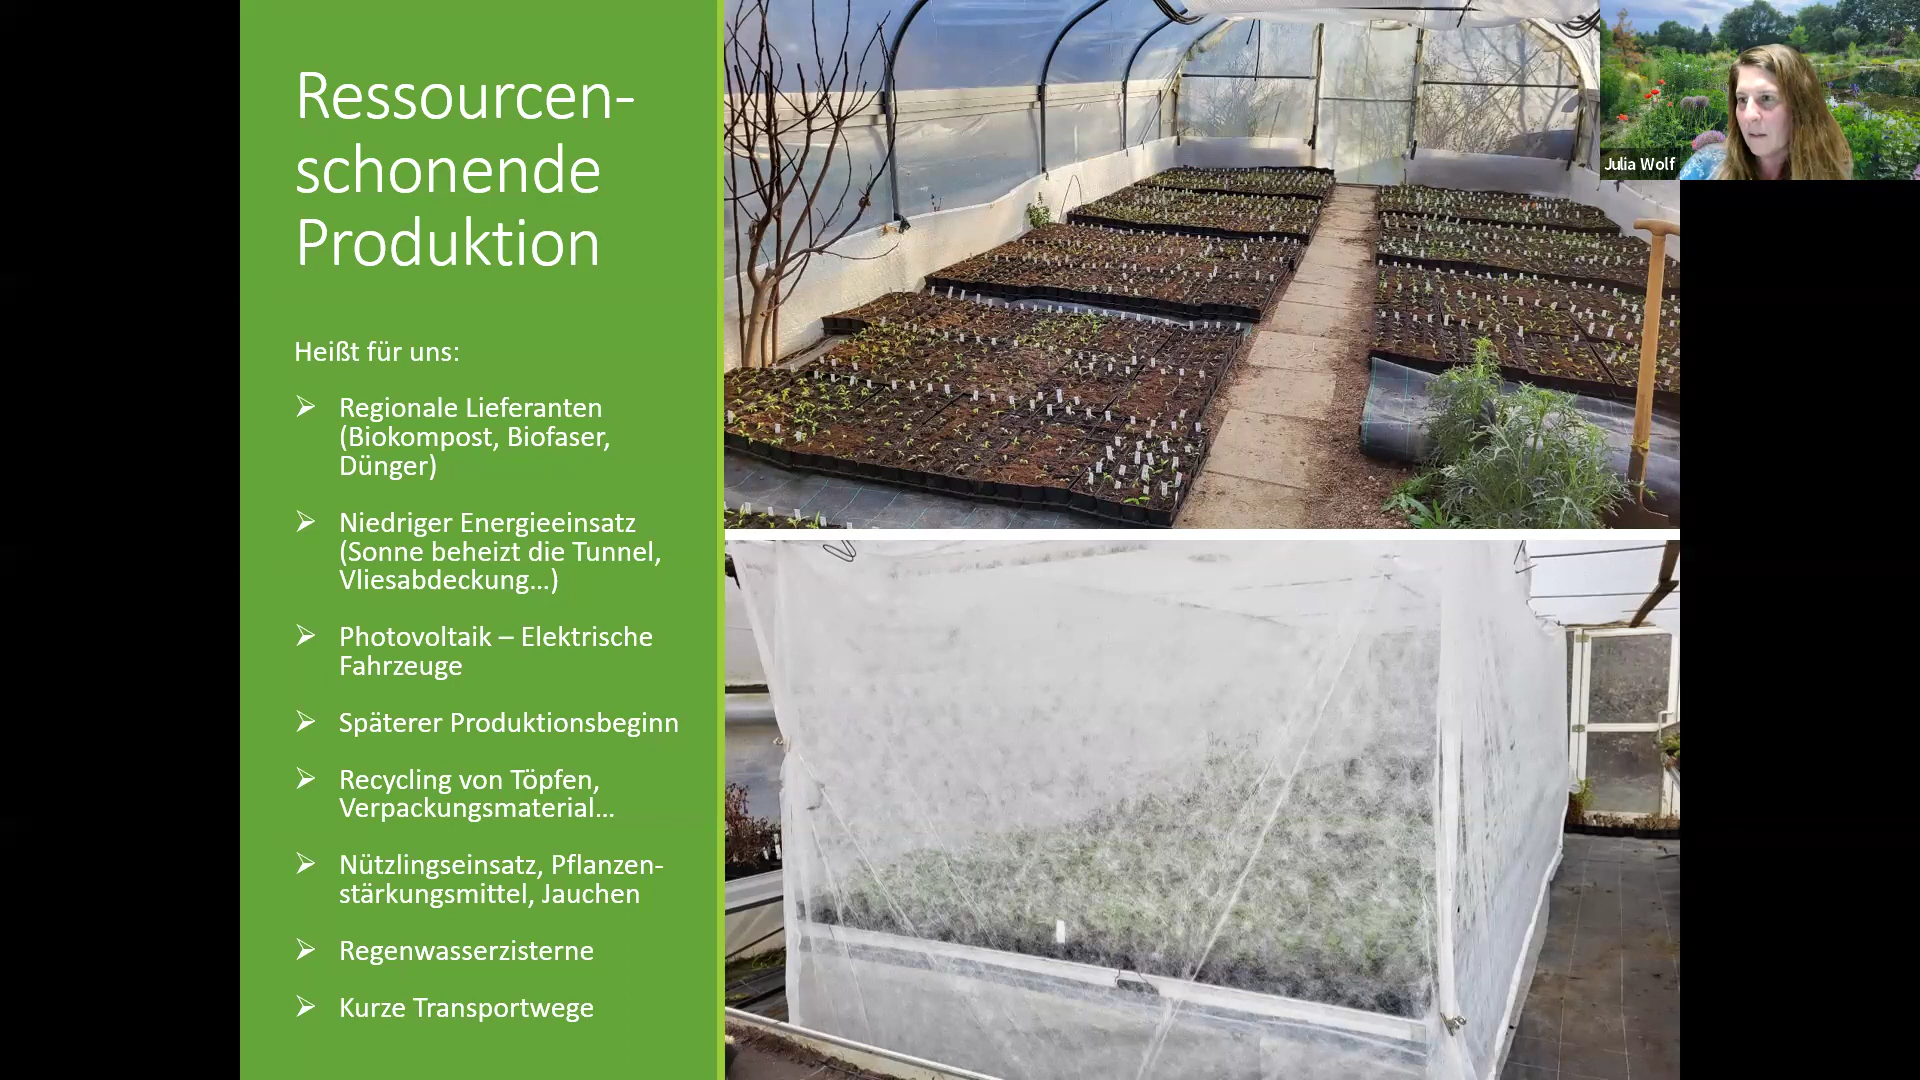 Ressourcen-
schonende
Produktion
Heißt für uns:
➢ Regionale Lieferanten
(Biokompost, Biofaser,
Dünger)
➢ Niedriger Energieeinsatz
(Sonne beheizt die Tunnel,
Vliesabdeckung...)
➢ Photovoltaik – Elektrische
Fahrzeuge
➢ Späterer Produktionsbeginn
➢ Recycling von Töpfen,
Verpackungsmaterial...
➢ Nützlingseinsatz, Pflanzen-
stärkungsmittel, Jauchen
➢ Regenwasserzisterne
➢ Kurze Transportwege
Julia Wolf